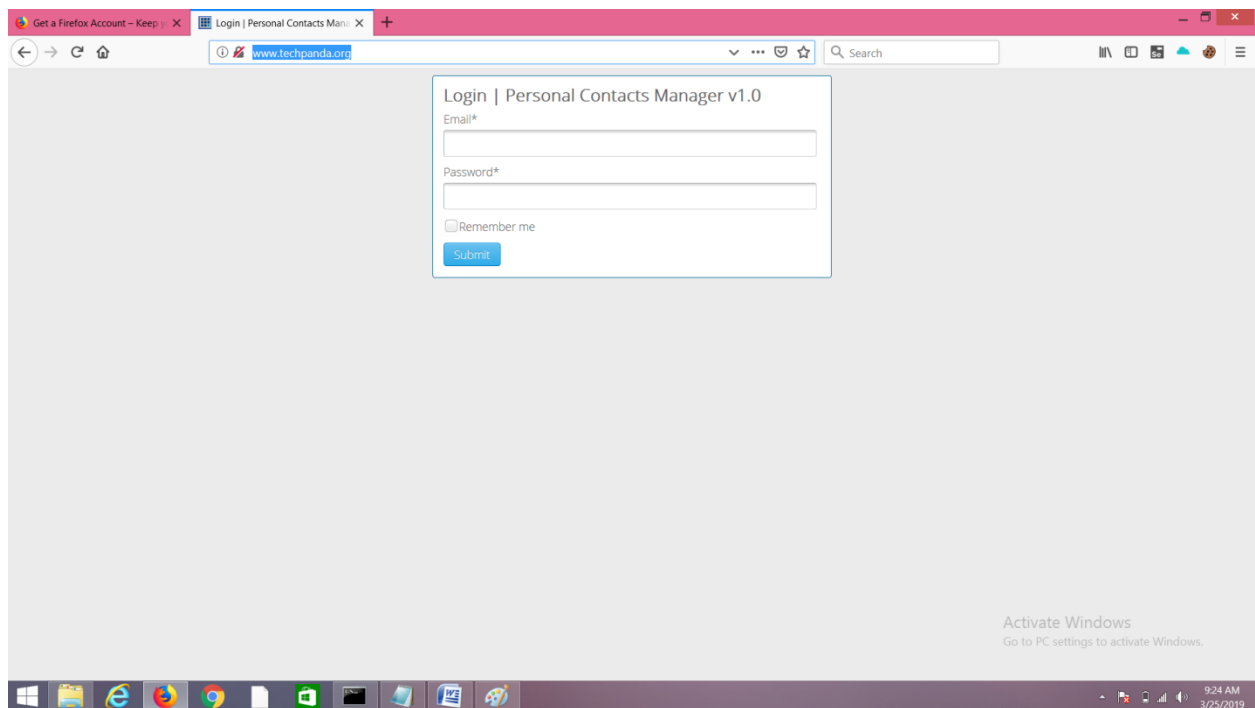 Get a Firefox Account – Keep y
Login | Personal Contacts Mana
www.techpanda.org
Search
Login | Personal Contacts Manager v1.0
Email*
Password*
Remember me
Submit
Activate Windows
Go to PC settings to activate Windows.
9:24 AM
3/25/2019